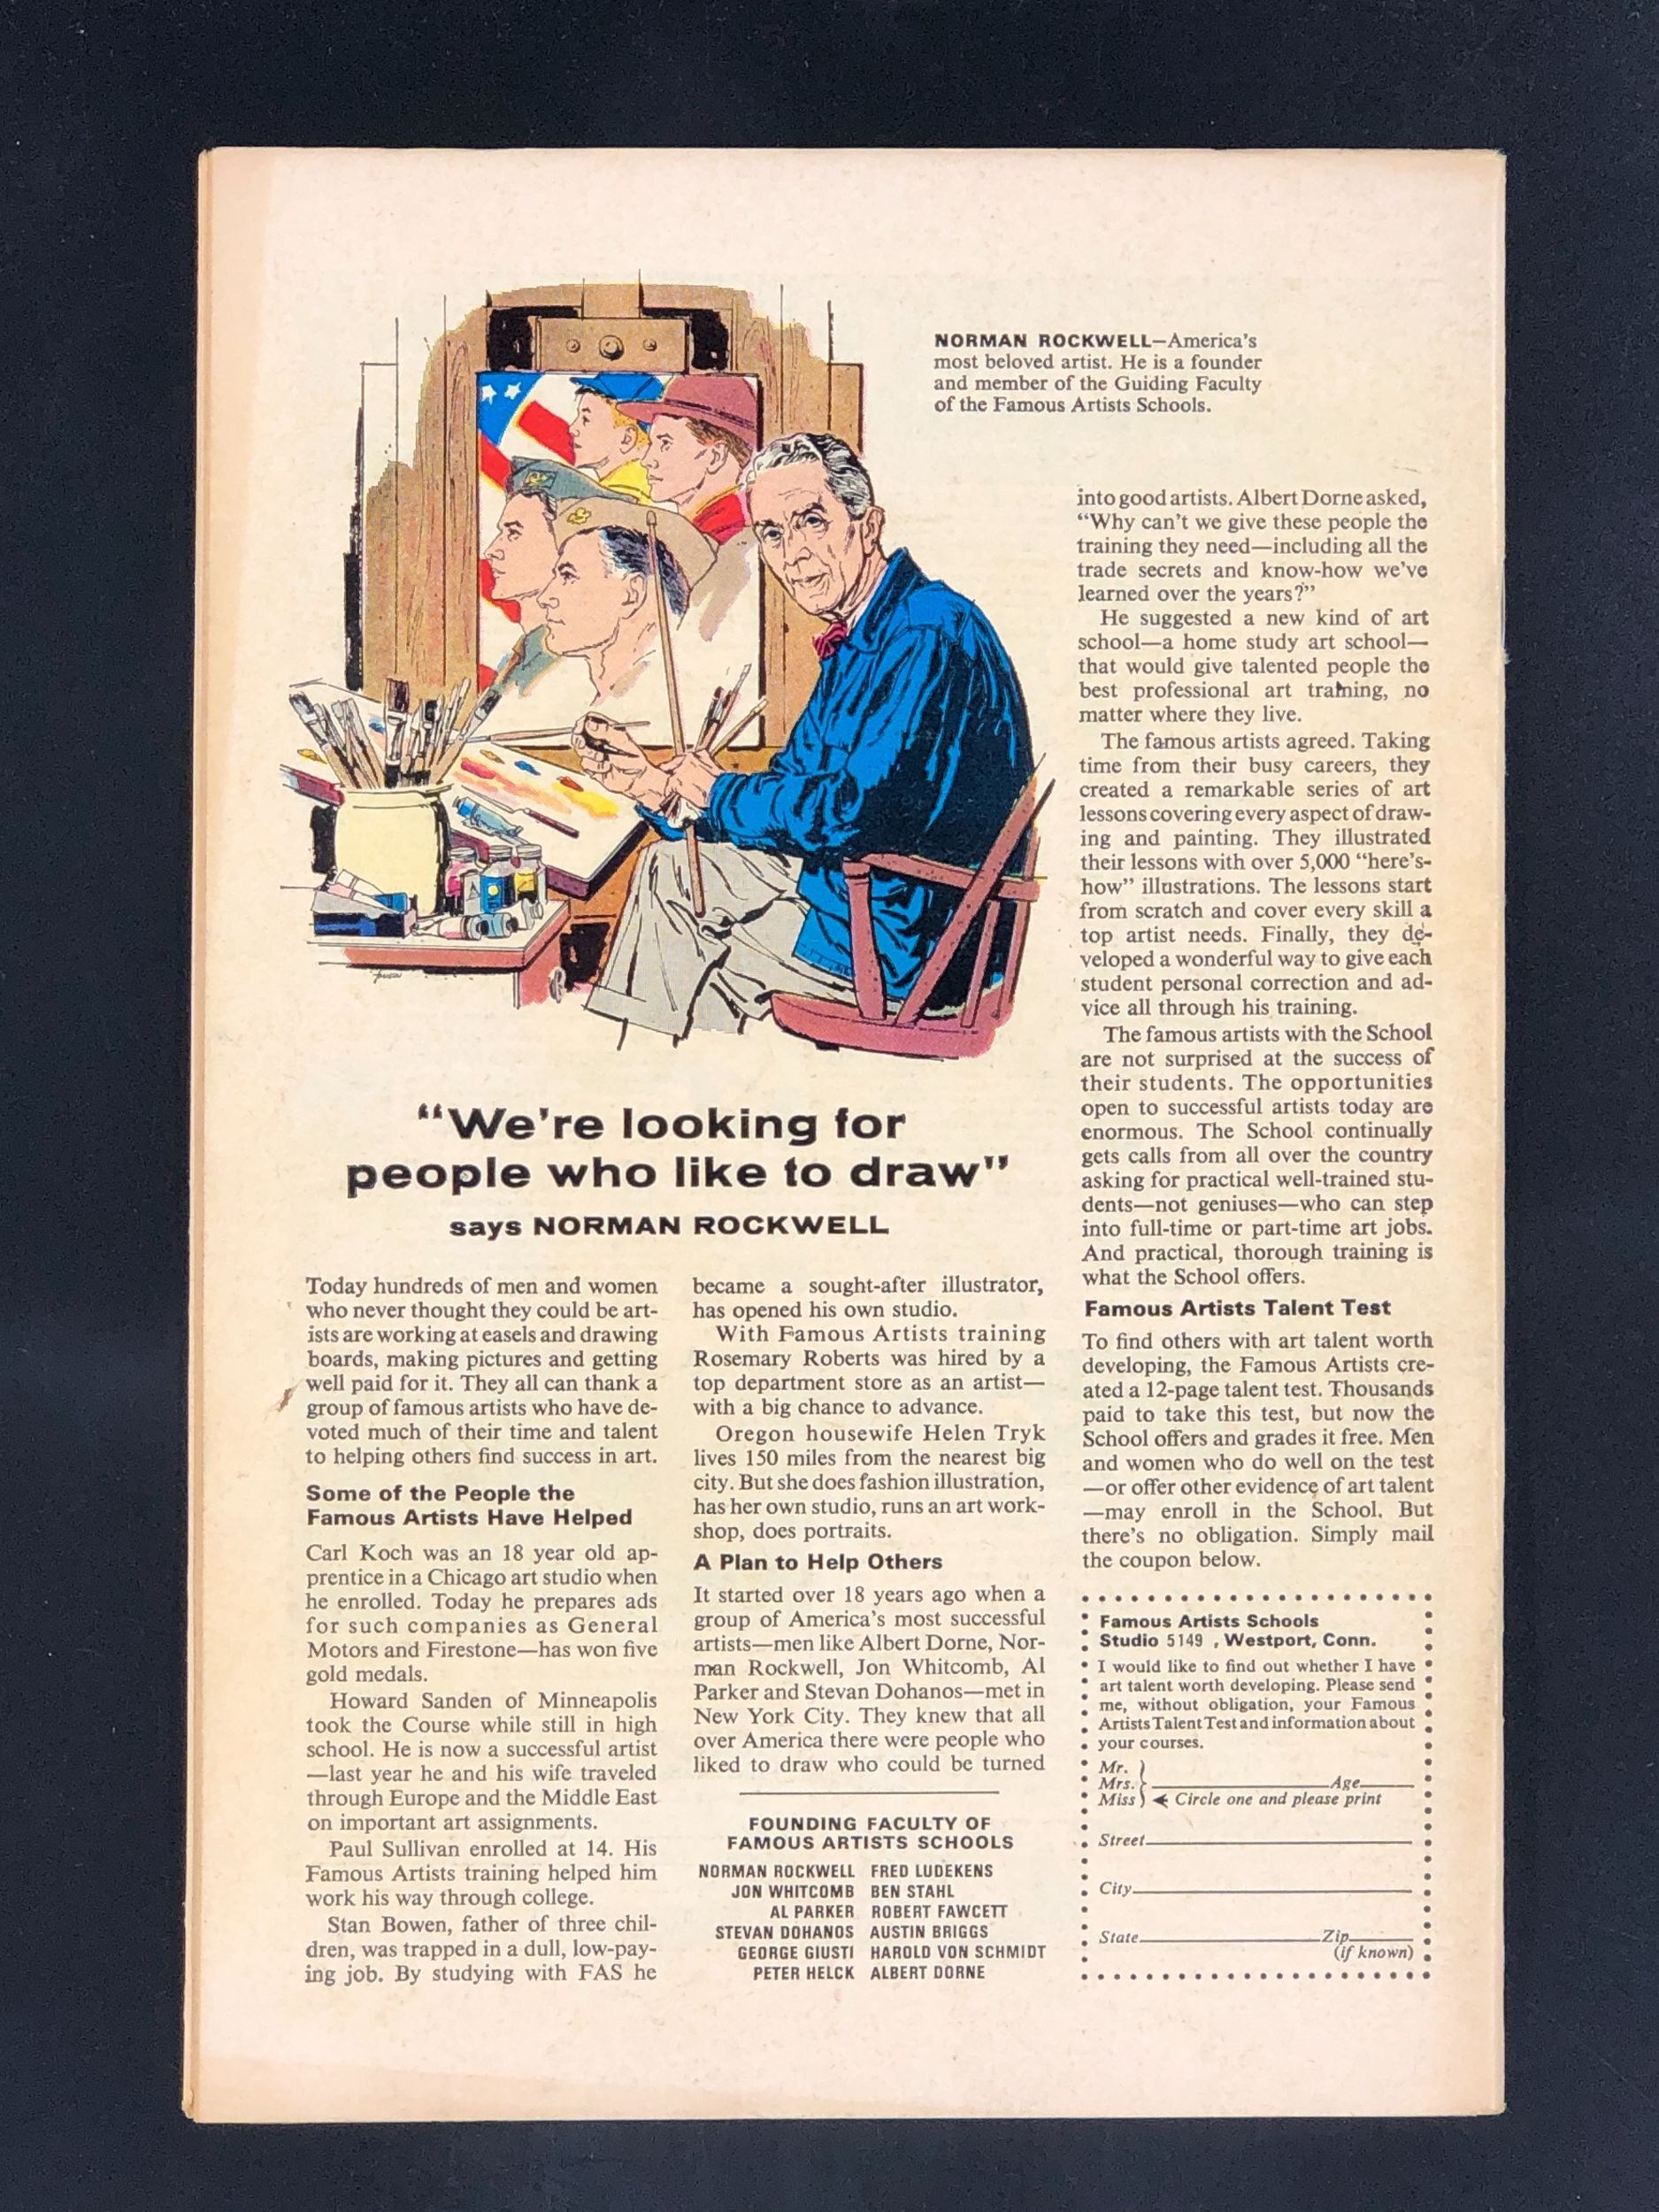 NORMAN ROCKWELL—America's
most beloved artist. He is a founder
and member of the Guiding Faculty
of the Famous Artists Schools.
"We're looking for
people who like to draw"
says NORMAN ROCKWELL
Today hundreds of men and women
who never thought they could be art-
ists are working at easels and drawing
boards, making pictures and getting
well paid for it. They all can thank a
group of famous artists who have de-
voted much of their time and talent
to helping others find success in art.
Some of the People the
Famous Artists Have Helped
Carl Koch was an 18 year old ap-
prentice in a Chicago art studio when
he enrolled. Today he prepares ads
for such companies as General
Motors and Firestone—has won five
gold medals.
Howard Sanden of Minneapolis
took the Course while still in high
school. He is now a successful artist
—last year he and his wife traveled
through Europe and the Middle East
on important art assignments.
Paul Sullivan enrolled at 14. His
Famous Artists training helped him
work his way through college.
Stan Bowen, father of three chil-
dren, was trapped in a dull, low-pay-
ing job. By studying with FAS he
became a sought-after illustrator,
has opened his own studio.
With Famous Artists training
Rosemary Roberts was hired by a
top department store as an artist—
with a big chance to advance.
Oregon housewife Helen Tryk
lives 150 miles from the nearest big
city. But she does fashion illustration,
has her own studio, runs an art work-
shop, does portraits.
A Plan to Help Others
It started over 18 years ago when a
group of America's most successful
artists—men like Albert Dorne, Nor-
man Rockwell, Jon Whitcomb, Al
Parker and Stevan Dohanos—met in
New York City. They knew that all
over America there were people who
liked to draw who could be turned
FOUNDING FACULTY OF
FAMOUS ARTISTS SCHOOLS
NORMAN ROCKWELL FRED LUDEKENS
JON WHITCOMB BEN STAHL
AL PARKER ROBERT FAWCETT
STEVAN DOHANOS AUSTIN BRIGGS
GEORGE GIUSTI HAROLD VON SCHMIDT
PETER HELCK ALBERT DORNE
into good artists. Albert Dorne asked,
"Why can't we give these people the
training they need—including all the
trade secrets and know-how we've
learned over the years?"
He suggested a new kind of art
school—a home study art school—
that would give talented people the
best professional art training, no
matter where they live.
The famous artists agreed. Taking
time from their busy careers, they
created a remarkable series of art
lessons covering every aspect of draw-
ing and painting. They illustrated
their lessons with over 5,000 "here's-
how" illustrations. The lessons start
from scratch and cover every skill a
top artist needs. Finally, they de-
veloped a wonderful way to give each
student personal correction and ad-
vice all through his training.
The famous artists with the School
are not surprised at the success of
their students. The opportunities
open to successful artists today are
enormous. The School continually
gets calls from all over the country
asking for practical well-trained stu-
dents—not geniuses—who can step
into full-time or part-time art jobs.
And practical, thorough training is
what the School offers.
Famous Artists Talent Test
To find others with art talent worth
developing, the Famous Artists cre-
ated a 12-page talent test. Thousands
paid to take this test, but now the
School offers and grades it free. Men
and women who do well on the test
—or offer other evidence of art talent
—may enroll in the School. But
there's no obligation. Simply mail
the coupon below.
Famous Artists Schools
Studio 5149 , Westport, Conn.
I would like to find out whether I have
art talent worth developing. Please send
me, without obligation, your Famous
Artists Talent Test and information about
your courses.
Mr.
Mrs. Age
Miss Circle one and please print
Street
City
State Zip
(if known)